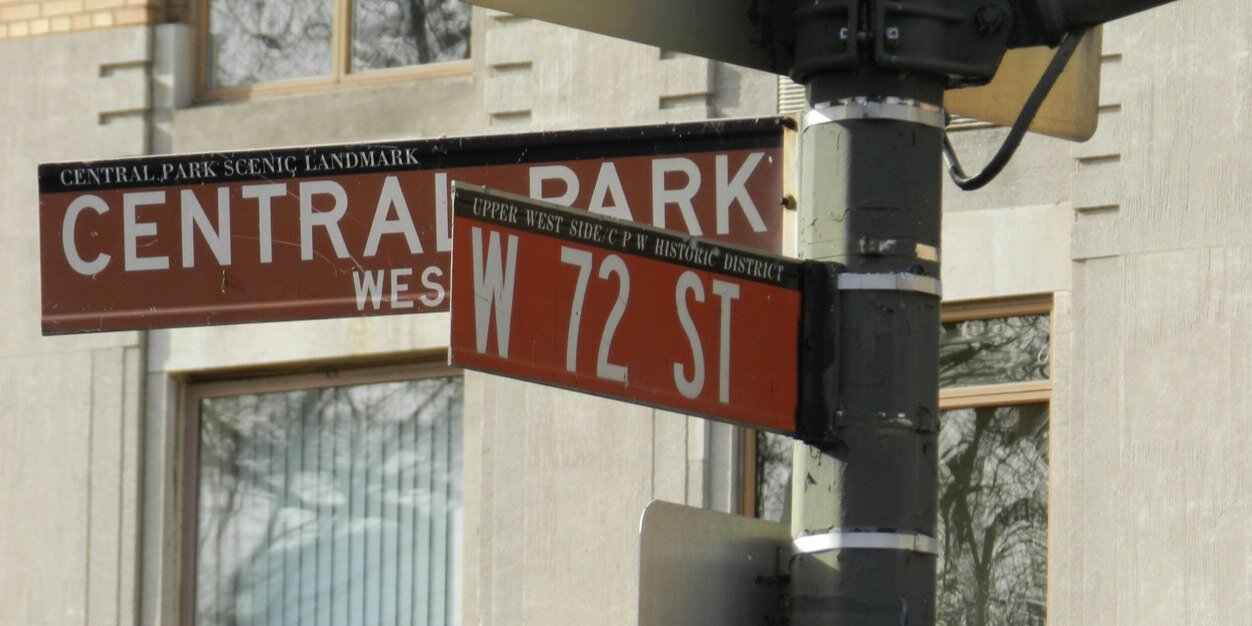 CENTRAL PARK SCENIC LANDMARK
CENTRAL PARK
WES
UPPER WEST SIDE/C P W HISTORIC DISTRICT
W 72 ST